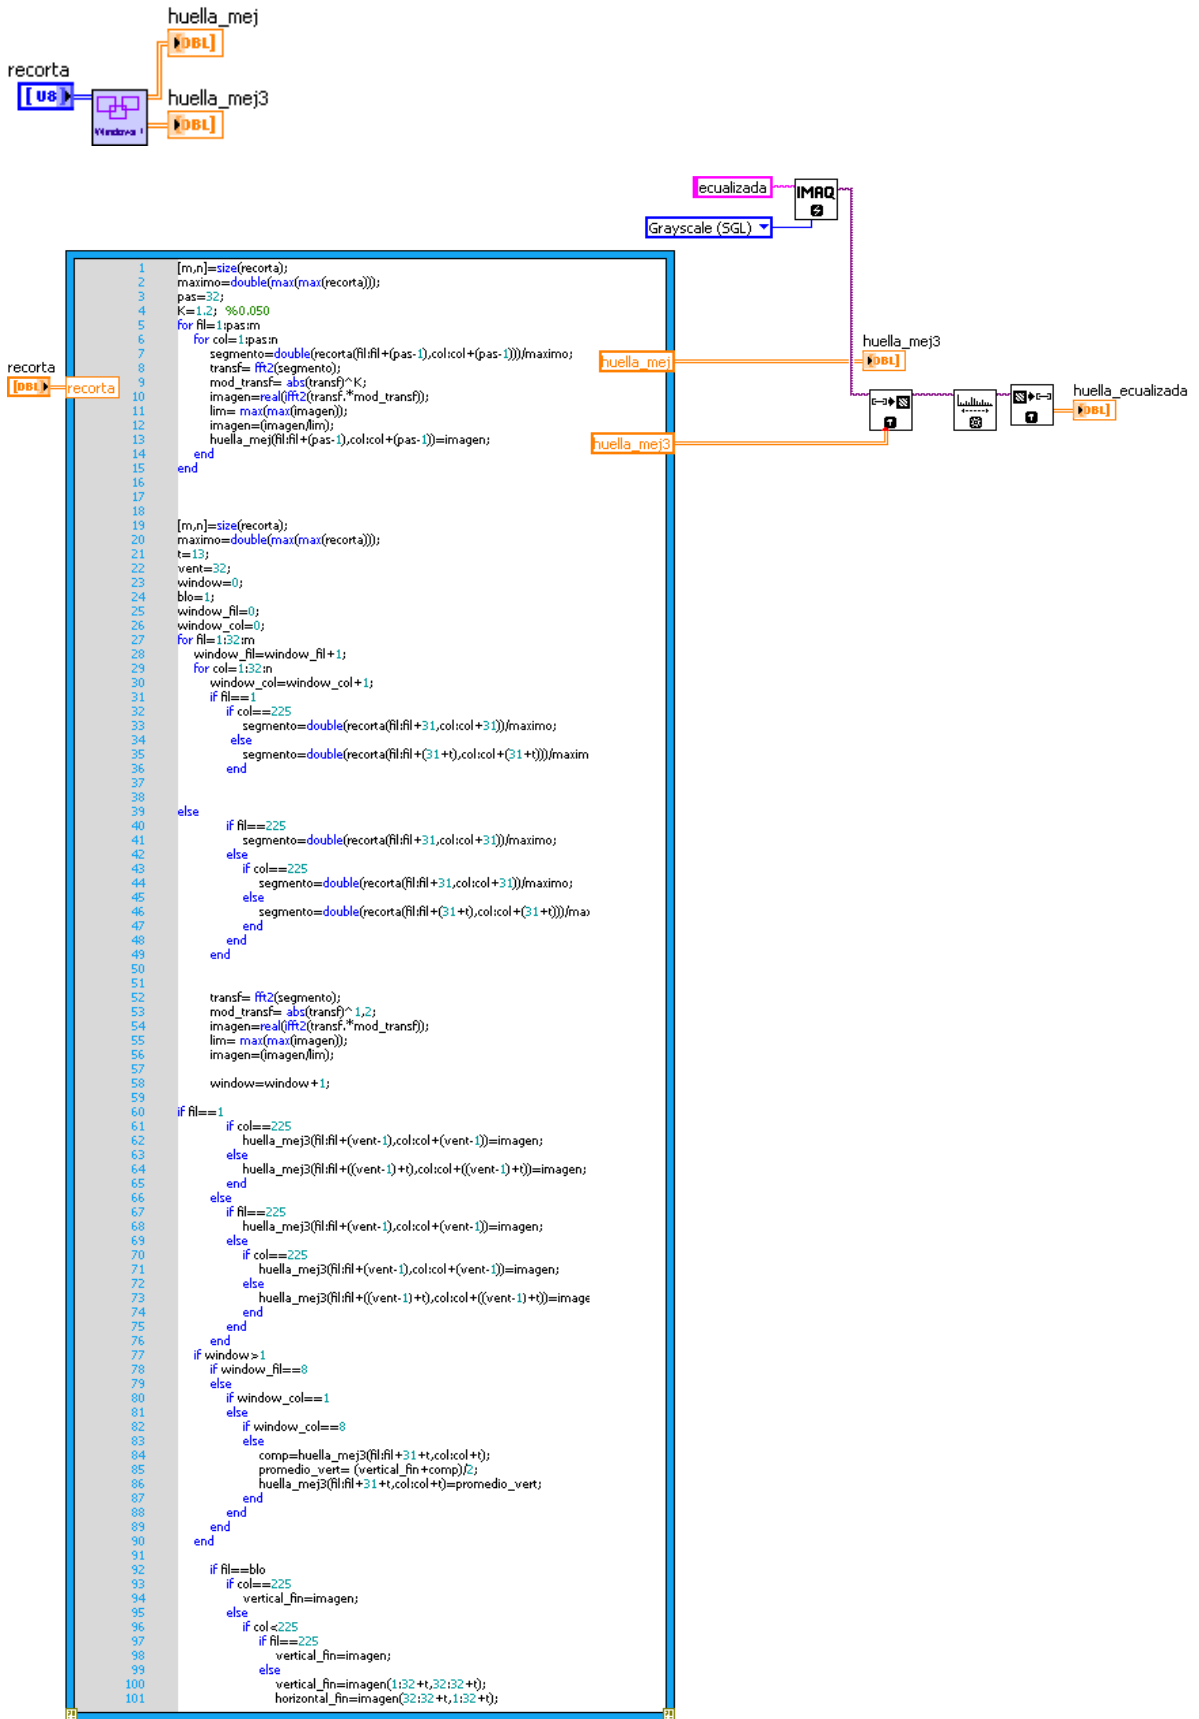 huella_mej
[DBL]
recorta
[ U8 ]
huella_mej3
[DBL]
ecualizada
IMAQ
Grayscale (SGL)
1 [m,n]=size(recorta);
2 maximo=double(max(max(recorta)));
3 pas=32;
4 K=1.2; %0.050
5 for fil=1:pas:m
6 for col=1:pas:n
7 segmento=double(recorta(fil:fil+(pas-1),col:col+(pas-1)))/maximo;
8 transf= fft2(segmento);
9 mod_transf= abs(transf)^K;
10 imagen=real(ifft2(transf.*mod_transf));
11 lim= max(max(imagen));
12 imagen=(imagen/lim);
13 huella_mej(fil:fil+(pas-1),col:col+(pas-1))=imagen;
14 end
15 end
16
17
18
19 [m,n]=size(recorta);
20 maximo=double(max(max(recorta)));
21 t=13;
22 vent=32;
23 window=0;
24 blo=1;
25 window_fil=0;
26 window_col=0;
27 for fil=1:32:m
28 window_fil=window_fil+1;
29 for col=1:32:n
30 window_col=window_col+1;
31 if fil==1
32 if col==225
33 segmento=double(recorta(fil:fil+31,col:col+31))/maximo;
34 else
35 segmento=double(recorta(fil:fil+(31+t),col:col+(31+t)))/maxim
36 end
37
38
39 else
40 if fil==225
41 segmento=double(recorta(fil:fil+31,col:col+31))/maximo;
42 else
43 if col==225
44 segmento=double(recorta(fil:fil+31,col:col+31))/maximo;
45 else
46 segmento=double(recorta(fil:fil+(31+t),col:col+(31+t)))/max
47 end
48 end
49 end
50
51
52 transf= fft2(segmento);
53 mod_transf= abs(transf)^1,2;
54 imagen=real(ifft2(transf.*mod_transf));
55 lim= max(max(imagen));
56 imagen=(imagen/lim);
57
58 window=window+1;
59
60 if fil==1
61 if col==225
62 huella_mej3(fil:fil+(vent-1),col:col+(vent-1))=imagen;
63 else
64 huella_mej3(fil:fil+((vent-1)+t),col:col+((vent-1)+t))=imagen;
65 end
66 else
67 if fil==225
68 huella_mej3(fil:fil+(vent-1),col:col+(vent-1))=imagen;
69 else
70 if col==225
71 huella_mej3(fil:fil+(vent-1),col:col+(vent-1))=imagen;
72 else
73 huella_mej3(fil:fil+((vent-1)+t),col:col+((vent-1)+t))=image
74 end
75 end
76 end
77 if window>1
78 if window_fil==8
79 else
80 if window_col==1
81 else
82 if window_col==8
83 else
84 comp=huella_mej3(fil:fil+31+t,col:col+t);
85 promedio_vert= (vertical_fin+comp)/2;
86 huella_mej3(fil:fil+31+t,col:col+t)=promedio_vert;
87 end
88 end
89 end
90 end
91
92 if fil==blo
93 if col==225
94 vertical_fin=imagen;
95 else
96 if col<225
97 if fil==225
98 vertical_fin=imagen;
99 else
100 vertical_fin=imagen(1:32+t,32:32+t);
101 horizontal_fin=imagen(32:32+t,1:32+t);
recorta
[DBL]
recorta
huella_mej
huella_mej3
huella_mej3
[DBL]
huella_ecualizada
[DBL]